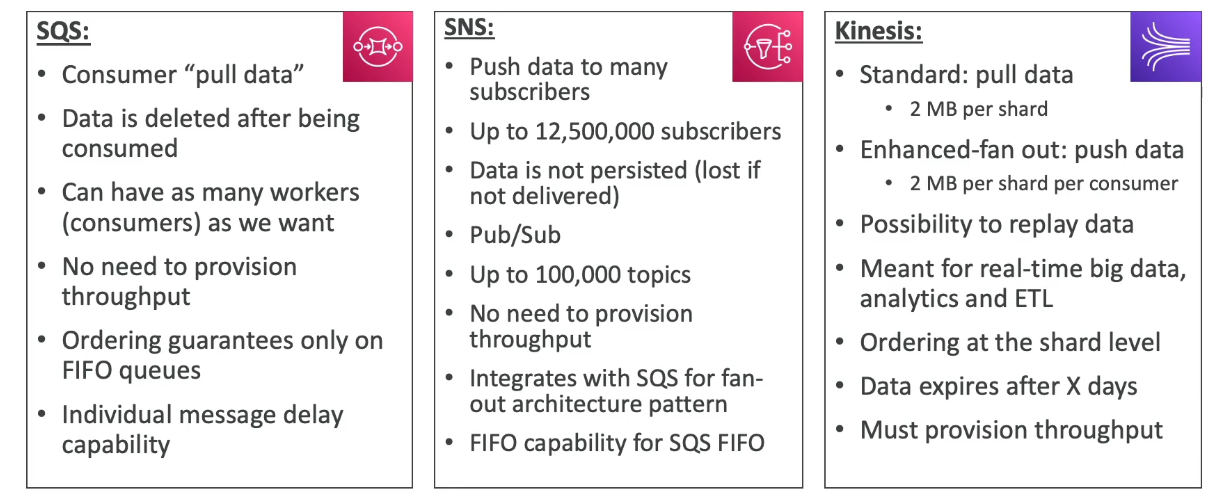 SQS:
• Consumer “pull data”
• Data is deleted after being
consumed
• Can have as many workers
(consumers) as we want
• No need to provision
throughput
• Ordering guarantees only on
FIFO queues
• Individual message delay
capability
SNS:
• Push data to many
subscribers
• Up to 12,500,000 subscribers
• Data is not persisted (lost if
not delivered)
• Pub/Sub
• Up to 100,000 topics
• No need to provision
throughput
• Integrates with SQS for fan-
out architecture pattern
• FIFO capability for SQS FIFO
Kinesis:
• Standard: pull data
• 2 MB per shard
• Enhanced-fan out: push data
• 2 MB per shard per consumer
• Possibility to replay data
• Meant for real-time big data,
analytics and ETL
• Ordering at the shard level
• Data expires after X days
• Must provision throughput